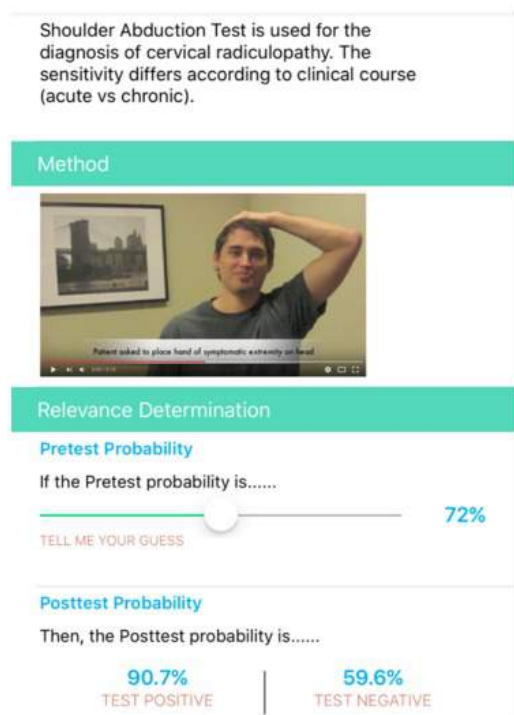 Shoulder Abduction Test is used for the
diagnosis of cervical radiculopathy. The
sensitivity differs according to clinical course
(acute vs chronic).
Method
Patient asked to place hand of symptomatic extremity on head
Relevance Determination
Pretest Probability
If the Pretest probability is......
72%
TELL ME YOUR GUESS
Posttest Probability
Then, the Posttest probability is......
90.7% 59.6%
TEST POSITIVE TEST NEGATIVE